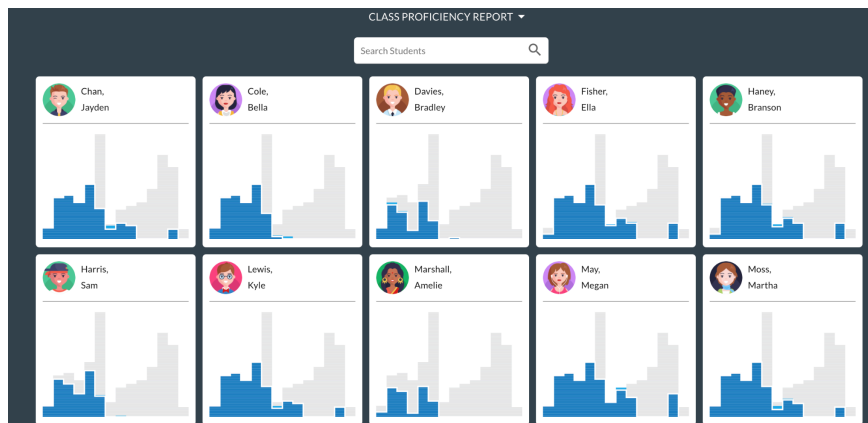 CLASS PROFICIENCY REPORT
Search Students
Chan,
Jayden
Cole,
Bella
Davies,
Bradley
Fisher,
Ella
Haney,
Branson
Harris,
Sam
Lewis,
Kyle
Marshall,
Amelie
May,
Megan
Moss,
Martha